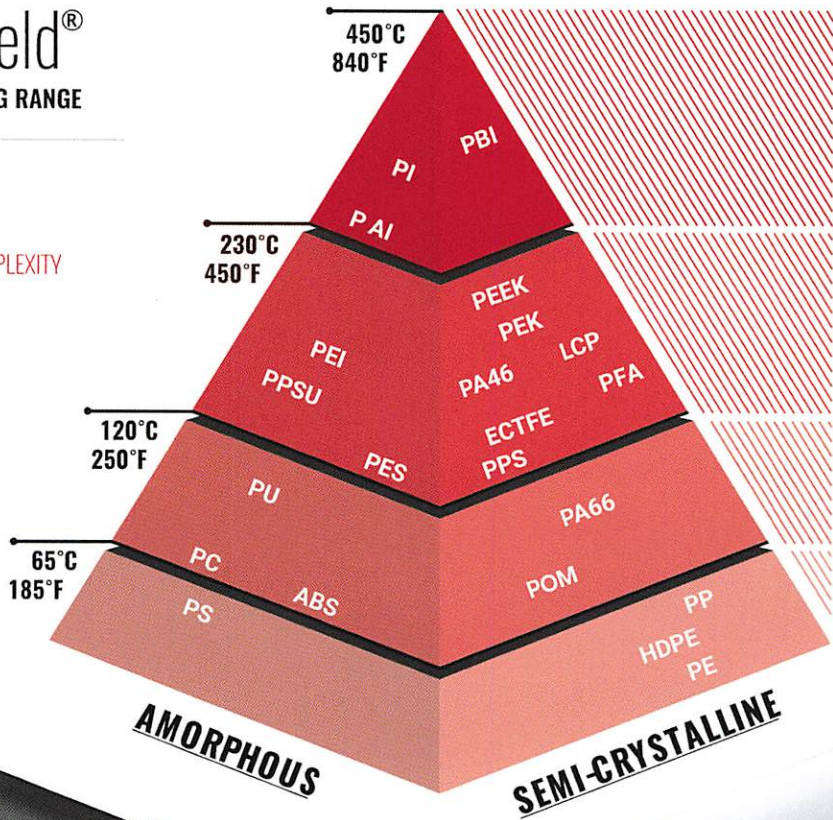 eld®
G RANGE
PLEXITY
450°C
840°F
230°C
450°F
120°C
250°F
65°C
185°F
PBI
PI
P AI
PEEK
PEK
LCP
PEI
PPSU
PA46
PFA
ECTFE
PES
PPS
PU
PA66
PC
ABS
POM
PS
PP
HDPE
PE
AMORPHOUS
SEMI-CRYSTALLINE